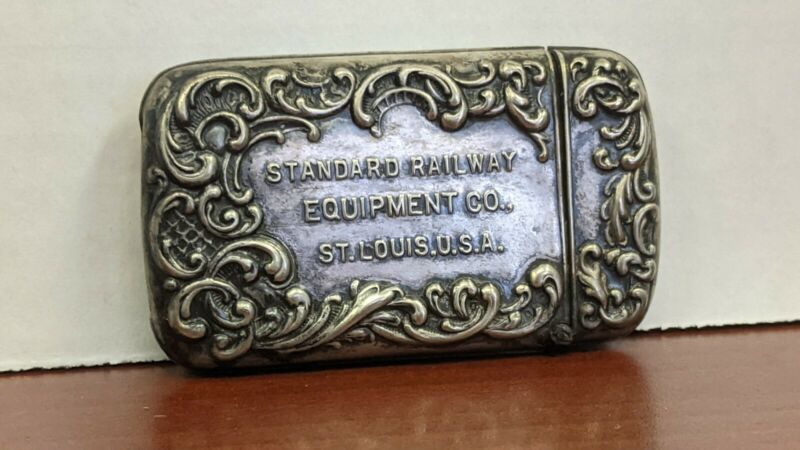 STANDARD RAILWAY
EQUIPMENT CO.,
ST. LOUIS, U.S.A.